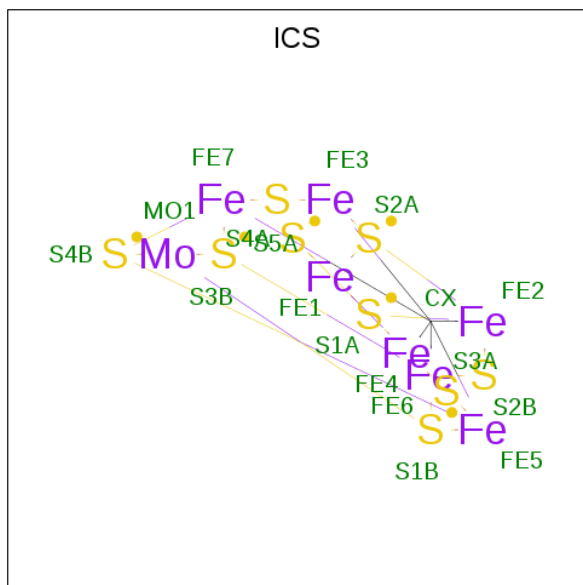 ICS
FE7 FE3
Fe S Fe S2A
MO1 S4A S5A S S
S4B S Mo S
Fe CX FE2
S3B FE1 S Fe
S1A Fe S3A
FE4 Fe S S
FE6 S2B
S Fe
S1B FE5